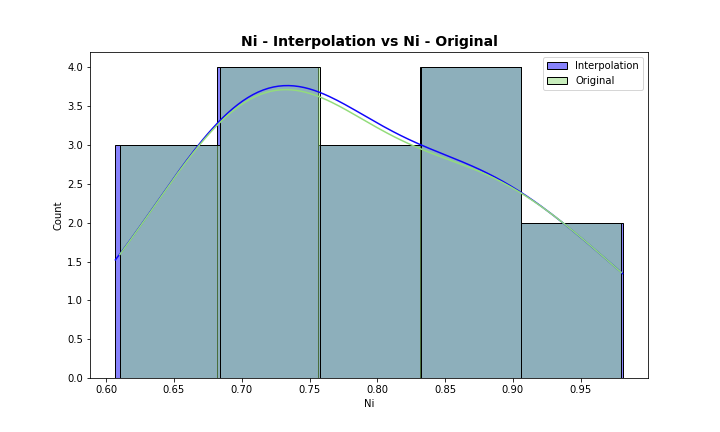 Ni - Interpolation vs Ni - Original
Interpolation
Original
4.0
3.5
3.0
2.5
2.0
1.5
1.0
0.5
0.0
Count
0.60 0.65 0.70 0.75 0.80 0.85 0.90 0.95
Ni